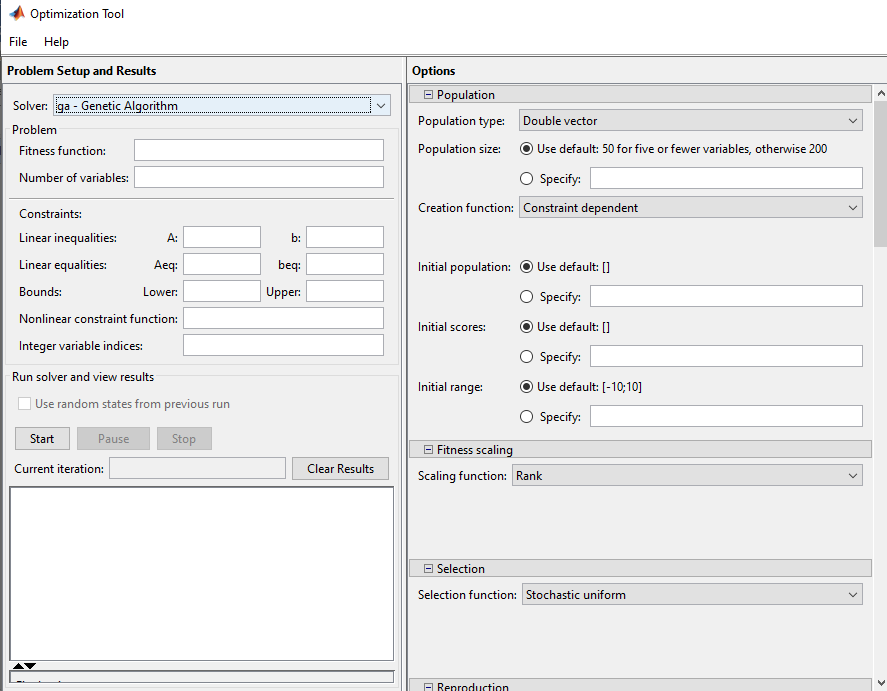 Optimization Tool
File Help
Problem Setup and Results
Solver: ga - Genetic Algorithm
Problem
Fitness function:
Number of variables:
Constraints:
Linear inequalities: A: b:
Linear equalities: Aeq: beq:
Bounds: Lower: Upper:
Nonlinear constraint function:
Integer variable indices:
Run solver and view results
Use random states from previous run
Start Pause Stop
Current iteration: Clear Results
Options
Population
Population type: Double vector
Population size: Use default: 50 for five or fewer variables, otherwise 200
Specify:
Creation function: Constraint dependent
Initial population: Use default: []
Specify:
Initial scores: Use default: []
Specify:
Initial range: Use default: [-10;10]
Specify:
Fitness scaling
Scaling function: Rank
Selection
Selection function: Stochastic uniform
Reproduction